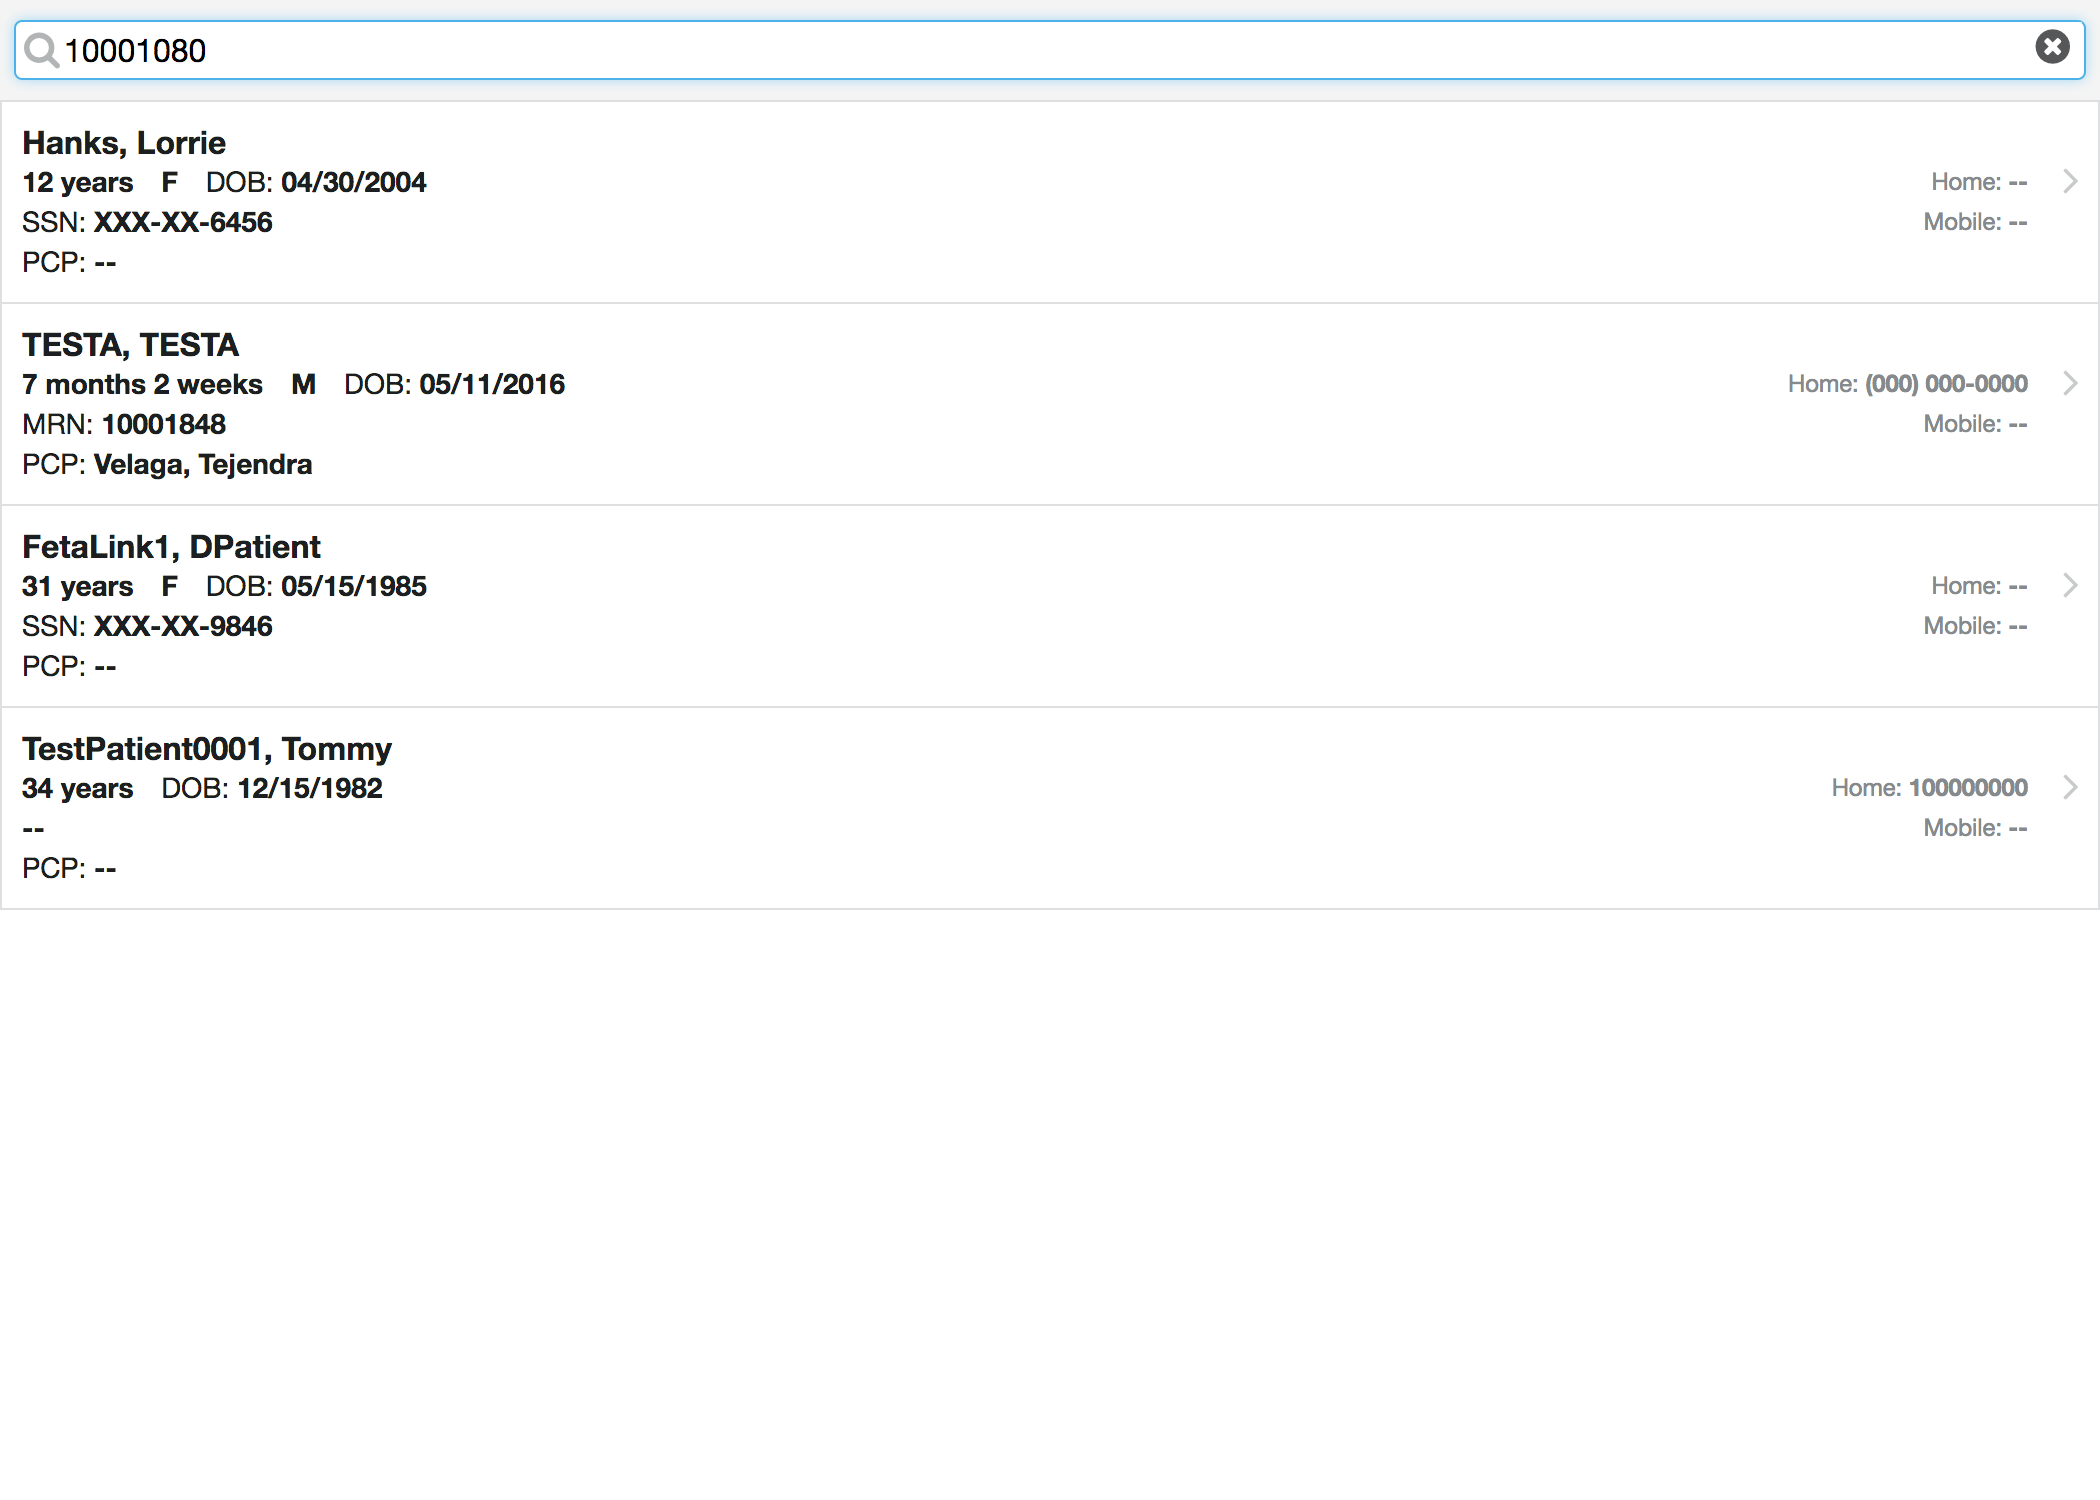 10001080
Hanks, Lorrie
12 years F DOB: 04/30/2004
Home: --
SSN: XXX-XX-6456
Mobile: --
PCP: --
TESTA, TESTA
7 months 2 weeks M DOB: 05/11/2016
Home: (000) 000-0000
MRN: 10001848
Mobile: --
PCP: Velaga, Tejendra
FetaLink1, DPatient
31 years F DOB: 05/15/1985
Home: --
SSN: XXX-XX-9846
Mobile: --
PCP: --
TestPatient0001, Tommy
34 years DOB: 12/15/1982
Home: 100000000
--
Mobile: --
PCP: --